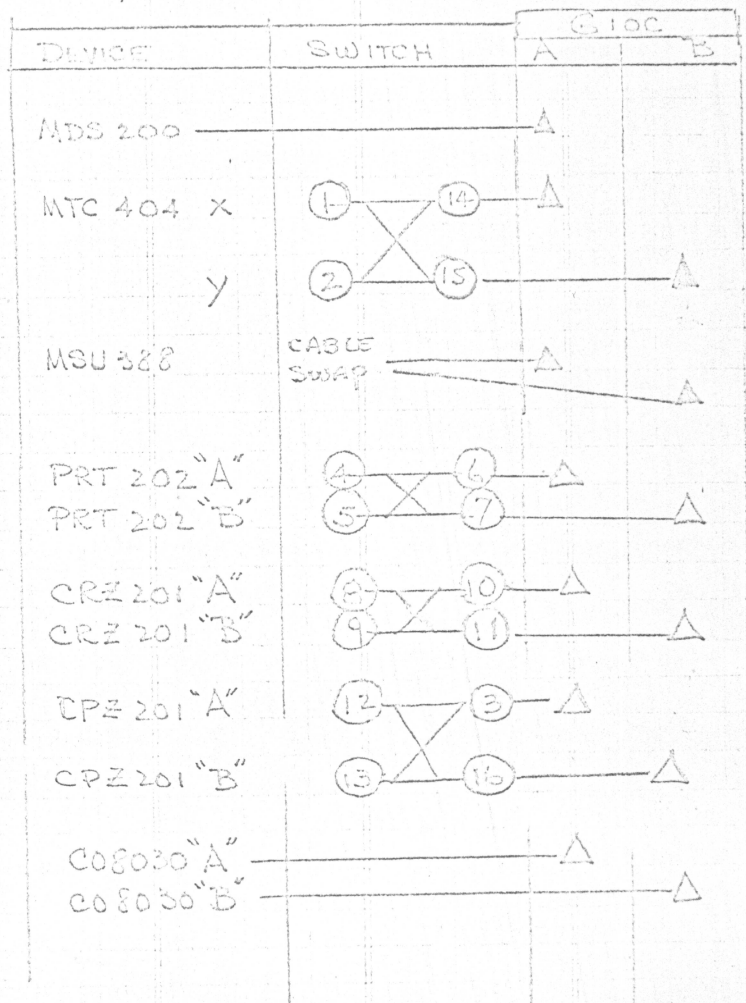 GIOC
DEVICE SWITCH A B
MDS 200
MTC 404 X 1 14
Y 2 15
MSU 388 CABLE
SWAP
PRT 202 "A" 4 6
PRT 202 "B" 5 7
CRZ 201 "A" 8 10
CRZ 201 "B" 9 11
CPZ 201 "A" 12 3
CPZ 201 "B" 13 16
CO8030 "A"
CO8030 "B"